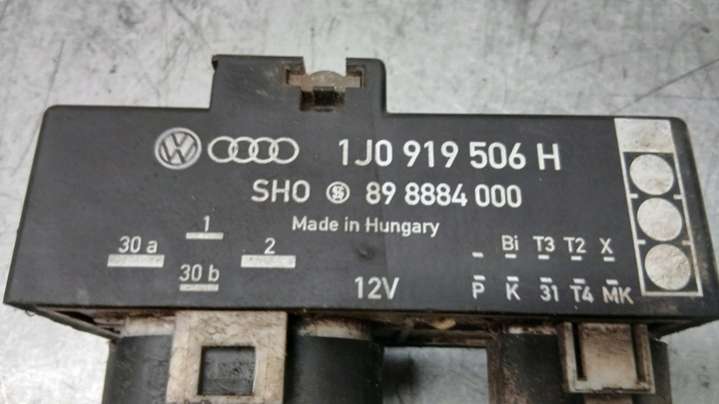 1J0 919 506 H
SHO 89 8884 000
Made in Hungary
30 a 1 2
30 b
12V
- Bi T3 T2 X
P K 31 T4 MK